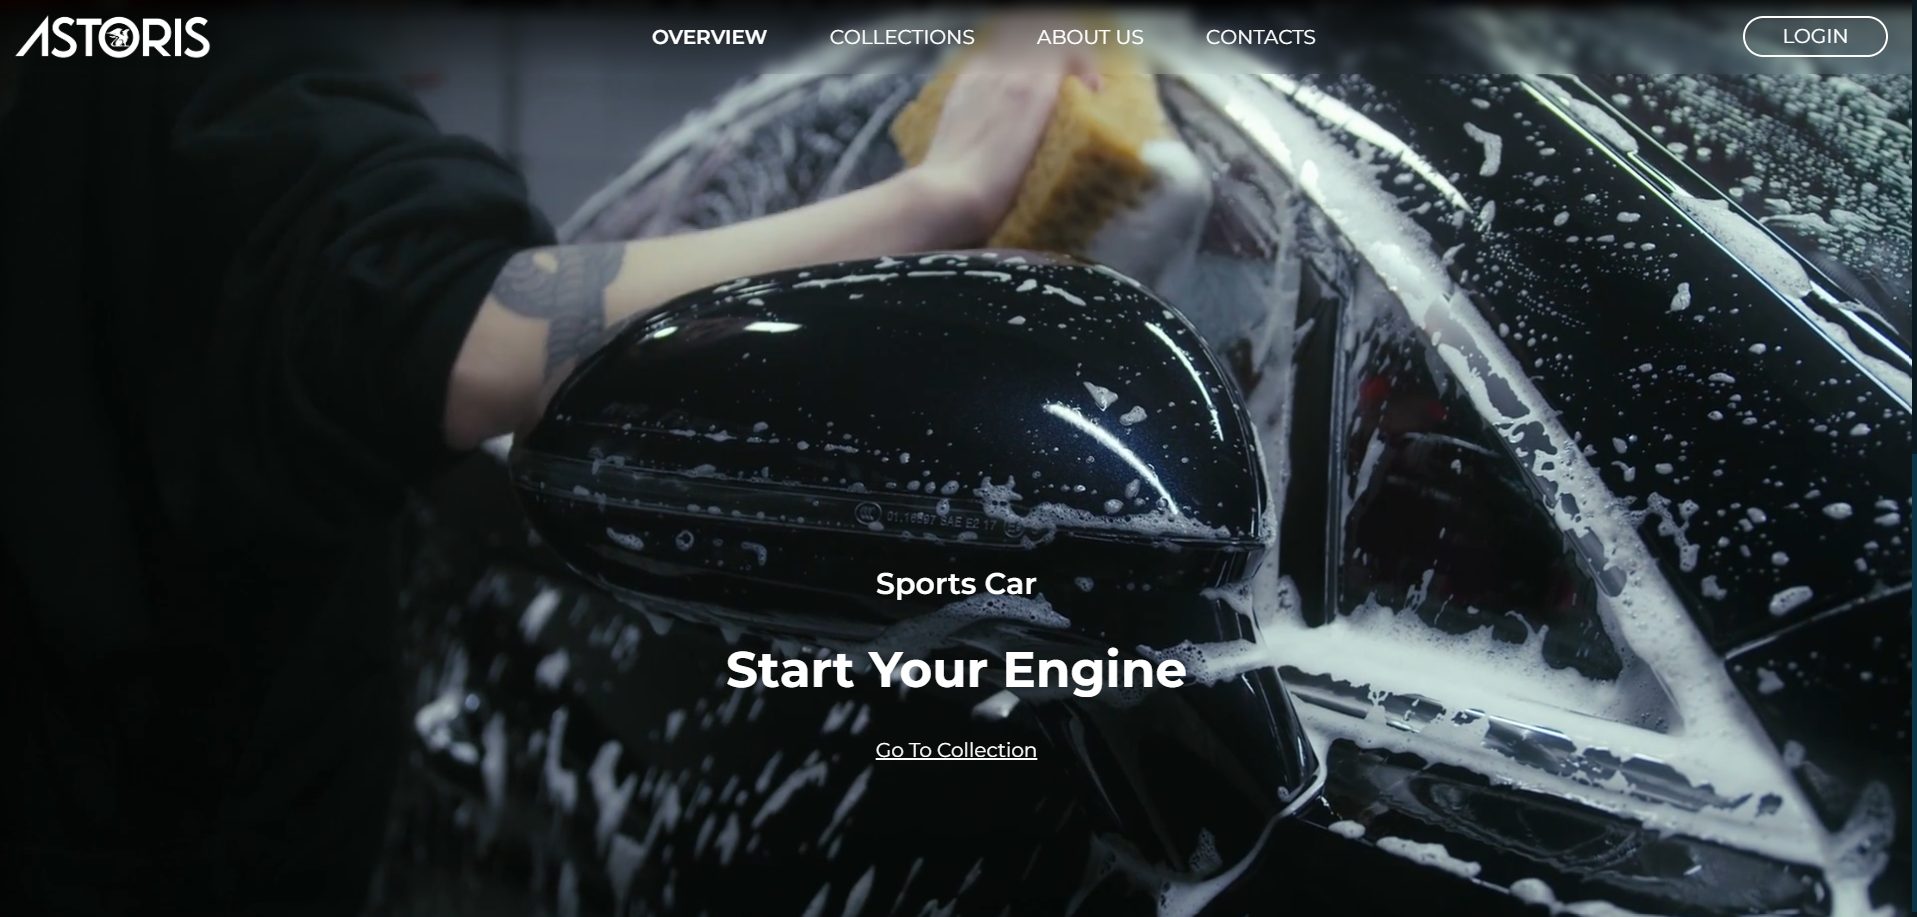 ASTORIS
OVERVIEW
COLLECTIONS
ABOUT US
CONTACTS
LOGIN
Sports Car
Start Your Engine
Go To Collection